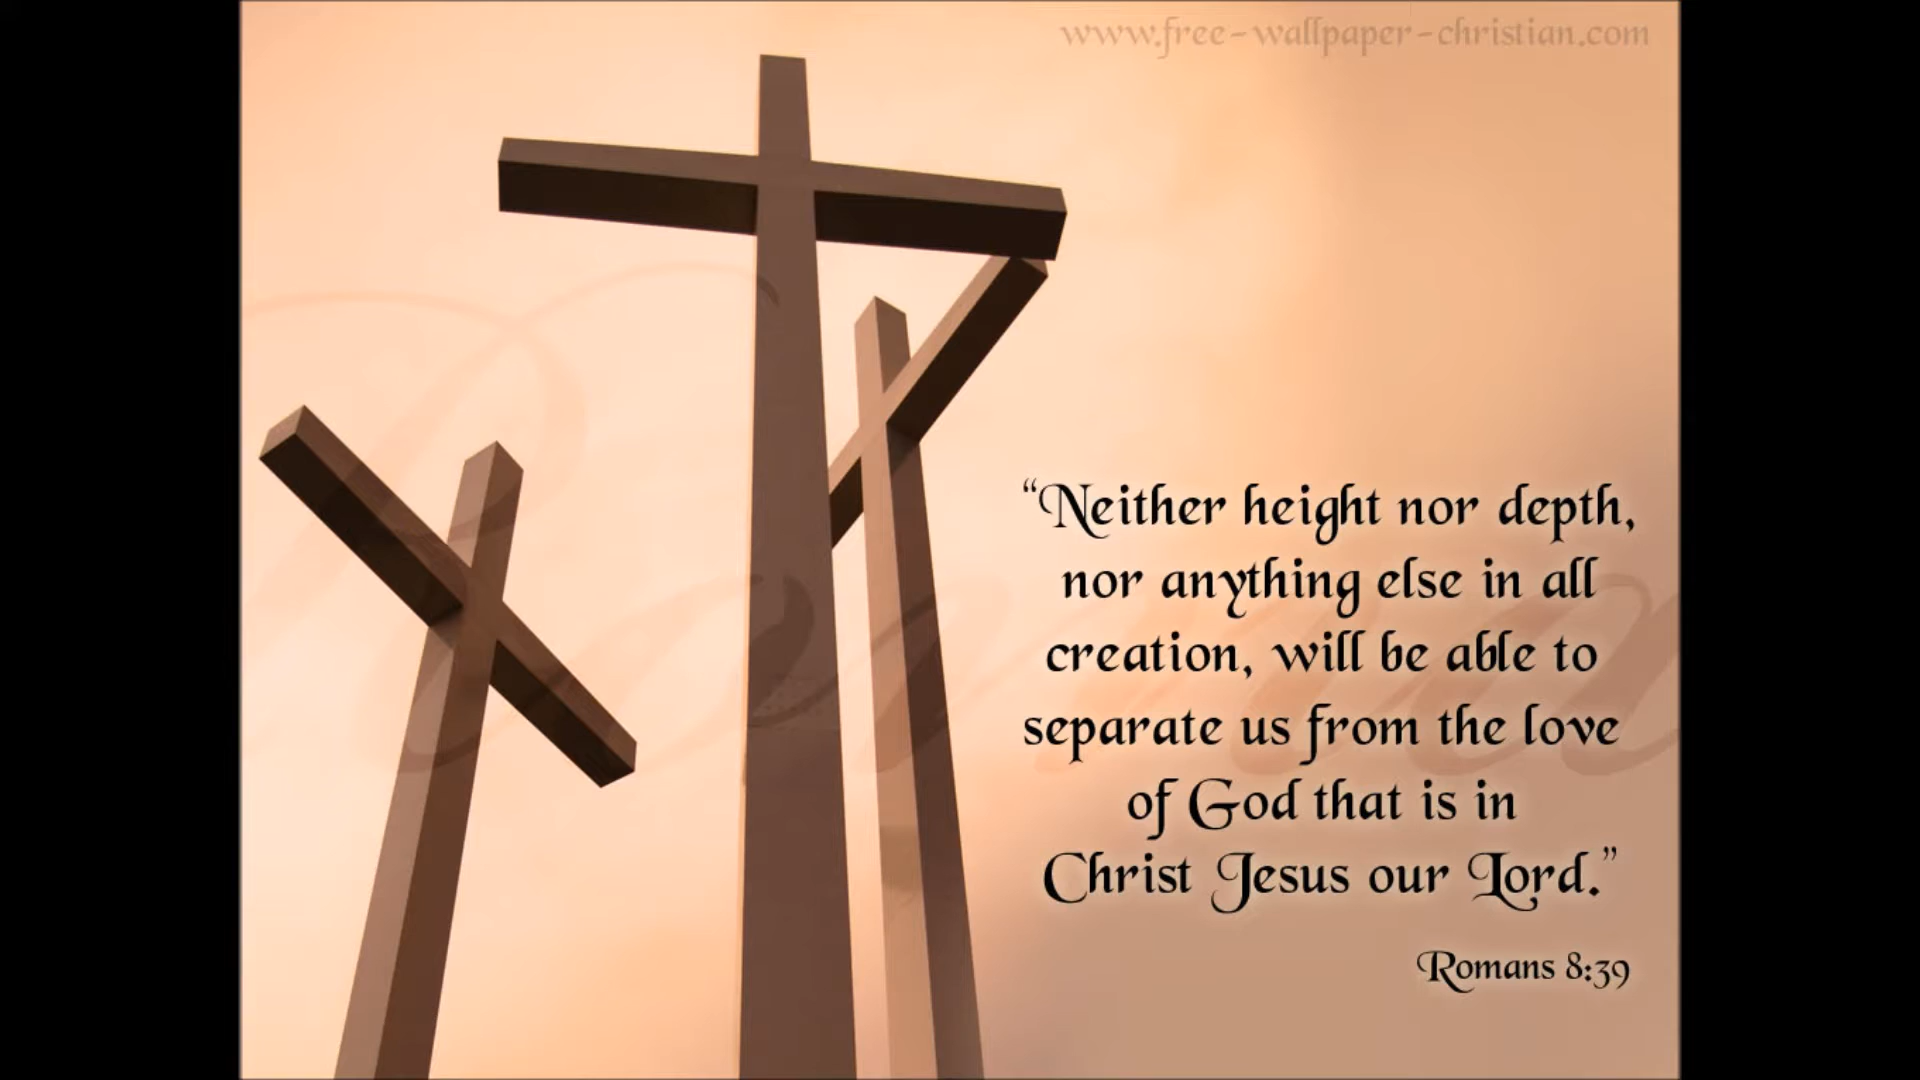 www.free-wallpaper-christian.com
“Neither height nor depth,
nor anything else in all
creation, will be able to
separate us from the love
of God that is in
Christ Jesus our Lord.”
Romans 8:39